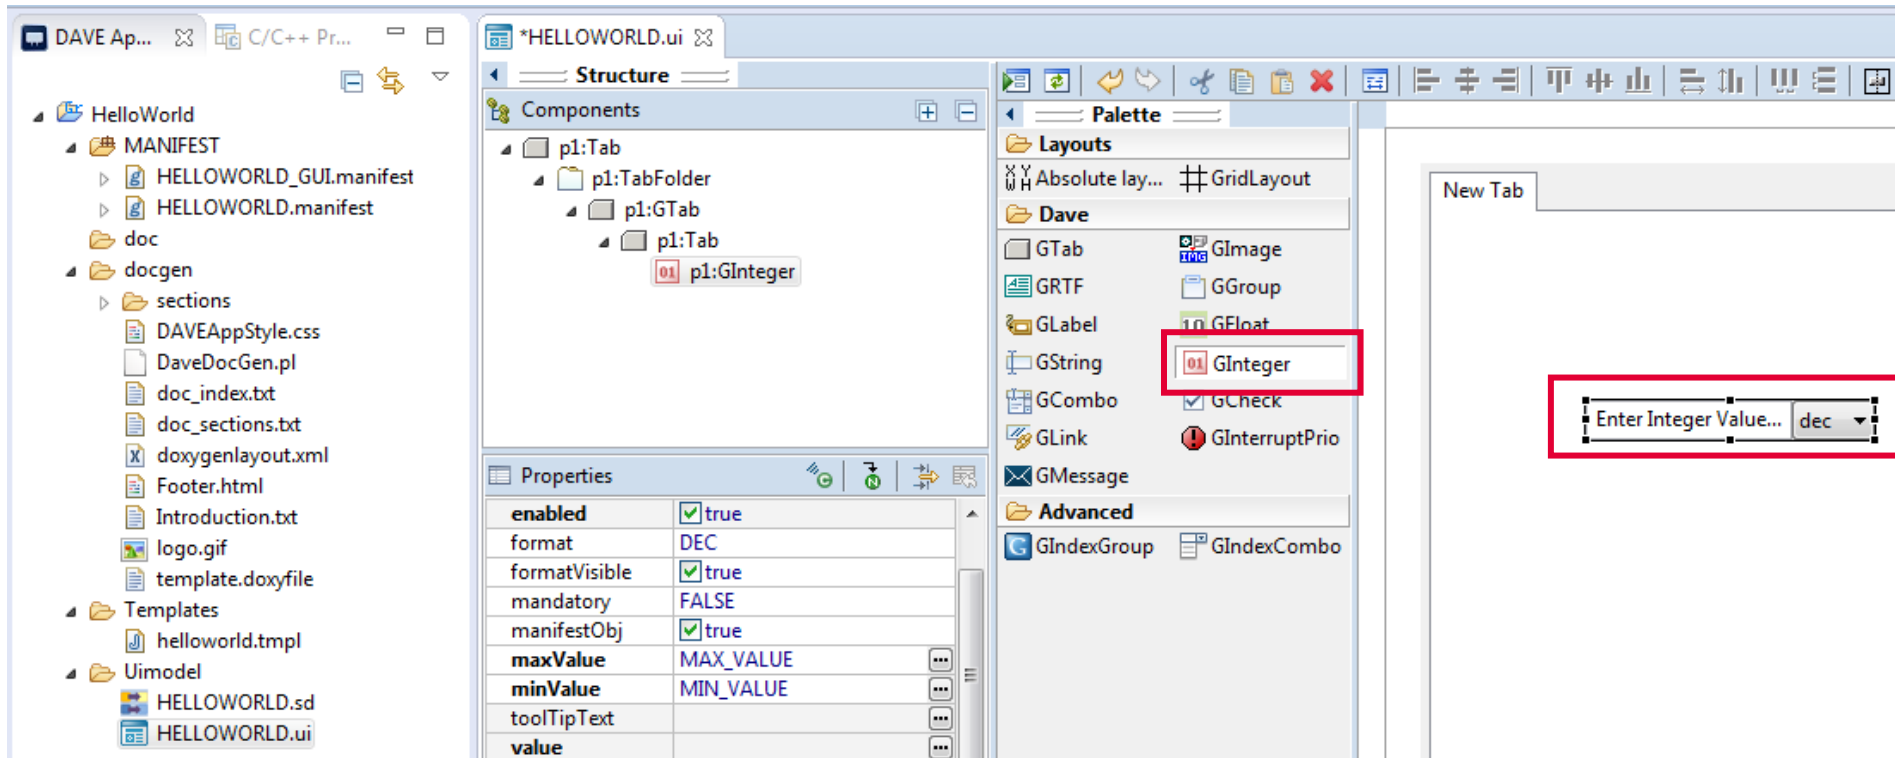 DAVE Ap...
C/C++ Pr...
HelloWorld
MANIFEST
HELLOWORLD_GUI.manifest
HELLOWORLD.manifest
doc
docgen
sections
DAVEAppStyle.css
DaveDocGen.pl
doc_index.txt
doc_sections.txt
doxygenlayout.xml
Footer.html
Introduction.txt
logo.gif
template.doxyfile
Templates
helloworld.tmpl
Uimodel
HELLOWORLD.sd
HELLOWORLD.ui
*HELLOWORLD.ui
Structure
Components
p1:Tab
p1:TabFolder
p1:GTab
p1:Tab
01 p1:GInteger
Properties
enabled true
format DEC
formatVisible true
mandatory FALSE
manifestObj true
maxValue MAX_VALUE
minValue MIN_VALUE
toolTipText
value
Palette
Layouts
Absolute lay... GridLayout
Dave
GTab IMG GImage
GRTF GGroup
GLabel 1.0 GFloat
GString 01 GInteger
GCombo GCheck
GLink GInterruptPrio
GMessage
Advanced
GIndexGroup GIndexCombo
New Tab
Enter Integer Value... dec